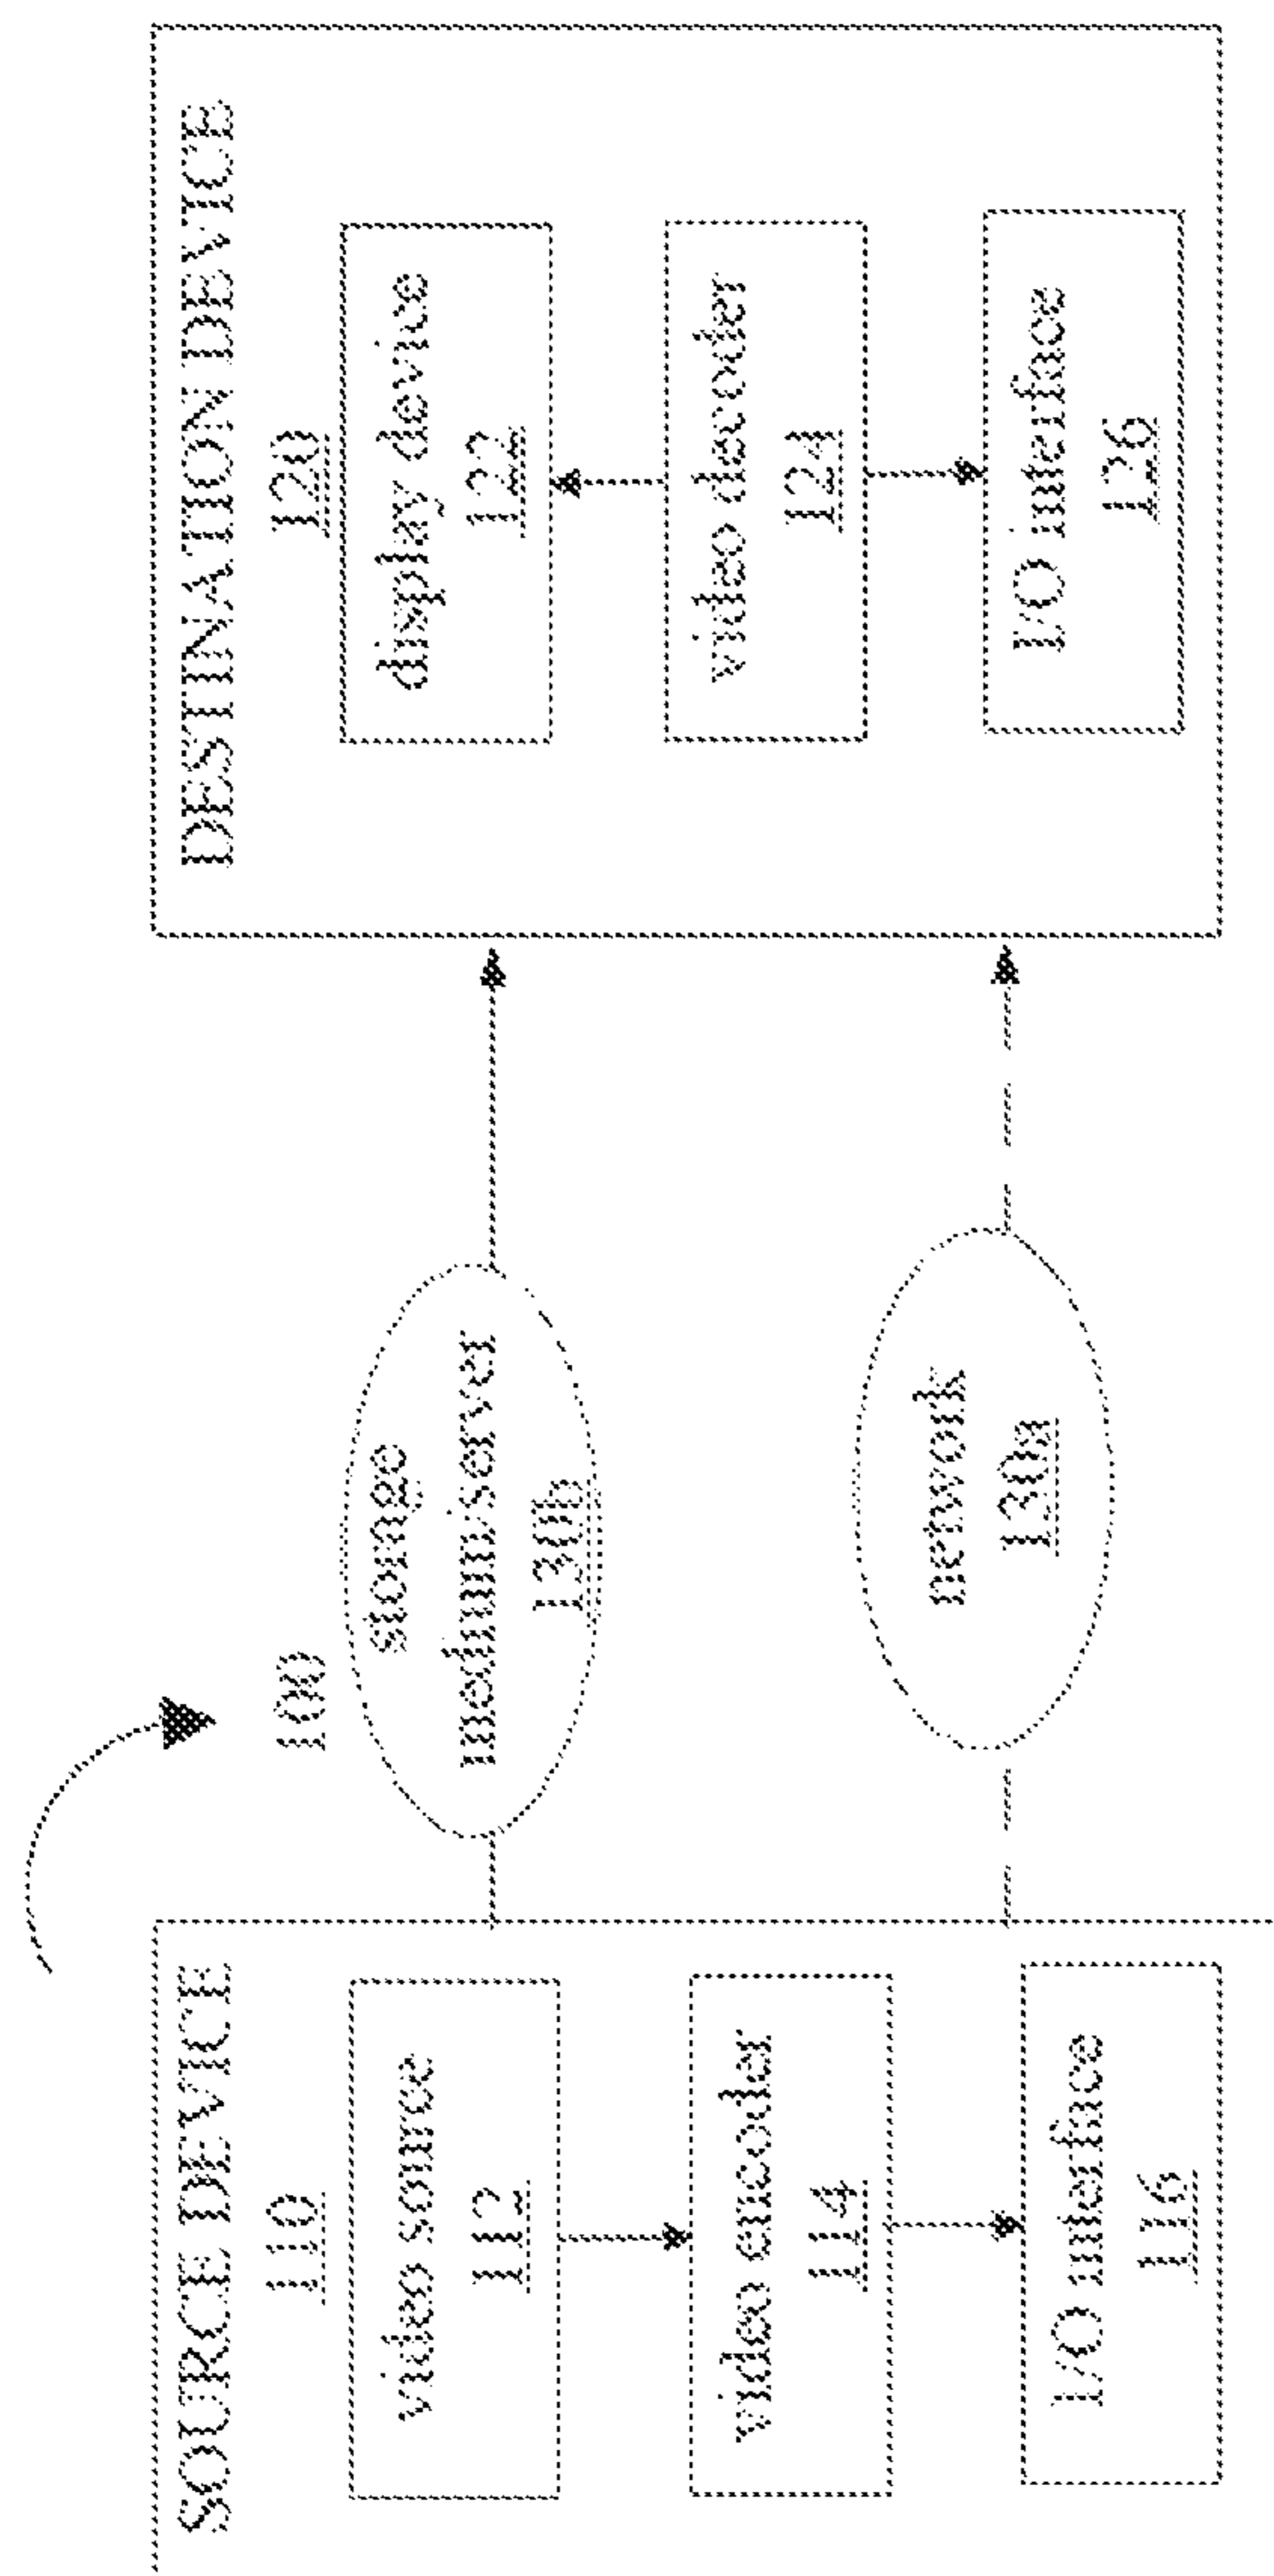 SOURCE DEVICE
110
video source
112
video encoder
114
I/O interface
116
100
storage
medium/server
130b
network
130a
DESTINATION DEVICE
120
display device
122
video decoder
124
I/O interface
126